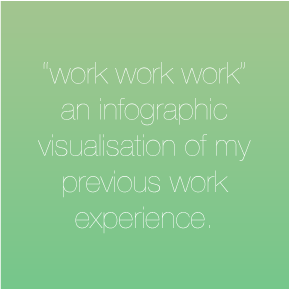 “work work work”
an infographic
visualisation of my
previous work
experience.